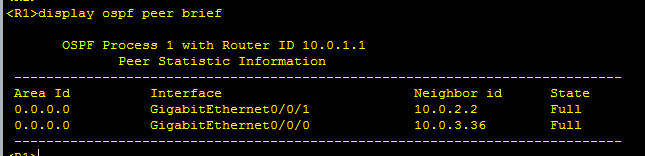 <R1>display ospf peer brief
OSPF Process 1 with Router ID 10.0.1.1
Peer Statistic Information
----------------------------------------------------------------------------
Area Id Interface Neighbor id State
0.0.0.0 GigabitEthernet0/0/1 10.0.2.2 Full
0.0.0.0 GigabitEthernet0/0/0 10.0.3.36 Full
----------------------------------------------------------------------------
<R1>